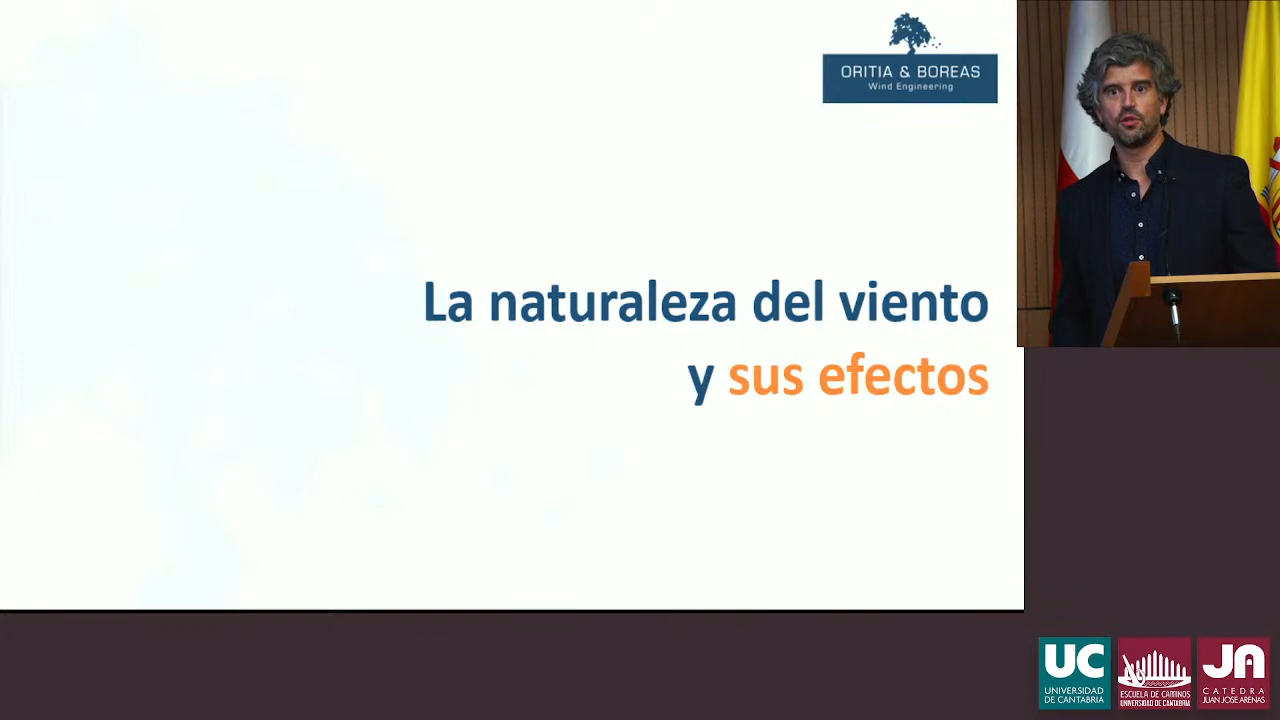 ORITIA & BOREAS
Wind Engineering
La naturaleza del viento
y sus efectos
UC
UNIVERSIDAD
DE CANTABRIA
ESCUELA DE CAMINOS
UNIVERSIDAD DE CANTABRIA
JA
CATEDRA
JUAN JOSÉ ARENAS